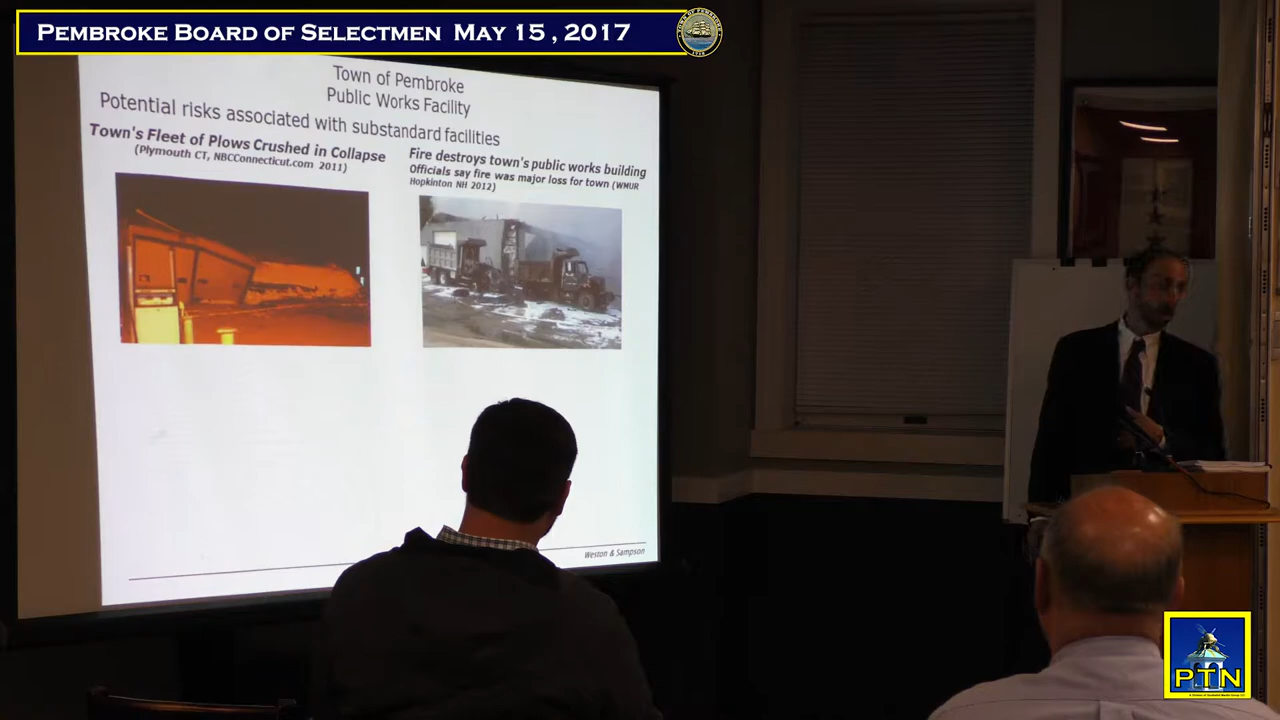 PEMBROKE BOARD OF SELECTMEN MAY 15 , 2017
Town of Pembroke
Public Works Facility
Potential risks associated with substandard facilities
Town's Fleet of Plows Crushed in Collapse
(Plymouth CT, NBCConnecticut.com 2011)
Fire destroys town's public works building
Officials say fire was major loss for town (WMUR
Hopkinton NH 2012)
Weston & Sampson
PTN